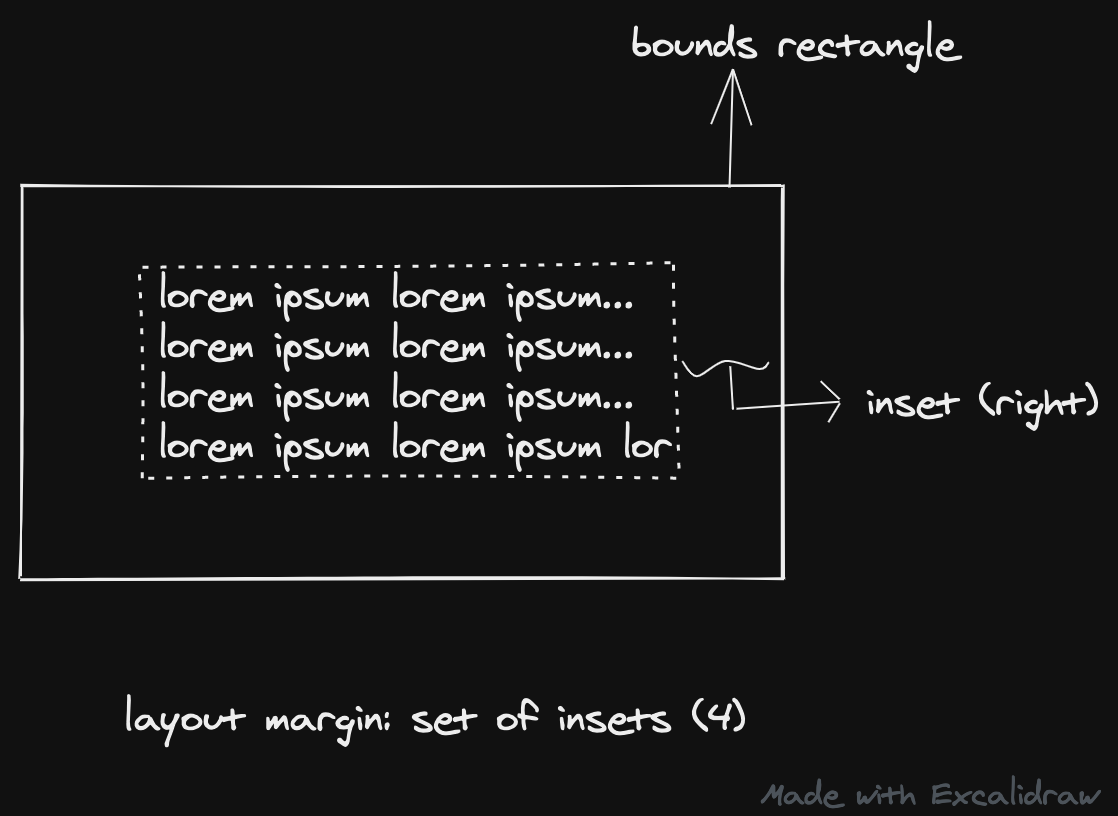 bounds rectangle
lorem ipsum lorem ipsum...
lorem ipsum lorem ipsum...
lorem ipsum lorem ipsum...
lorem ipsum lorem ipsum lor
inset (right)
layout margin: set of insets (4)
Made with Excalidraw